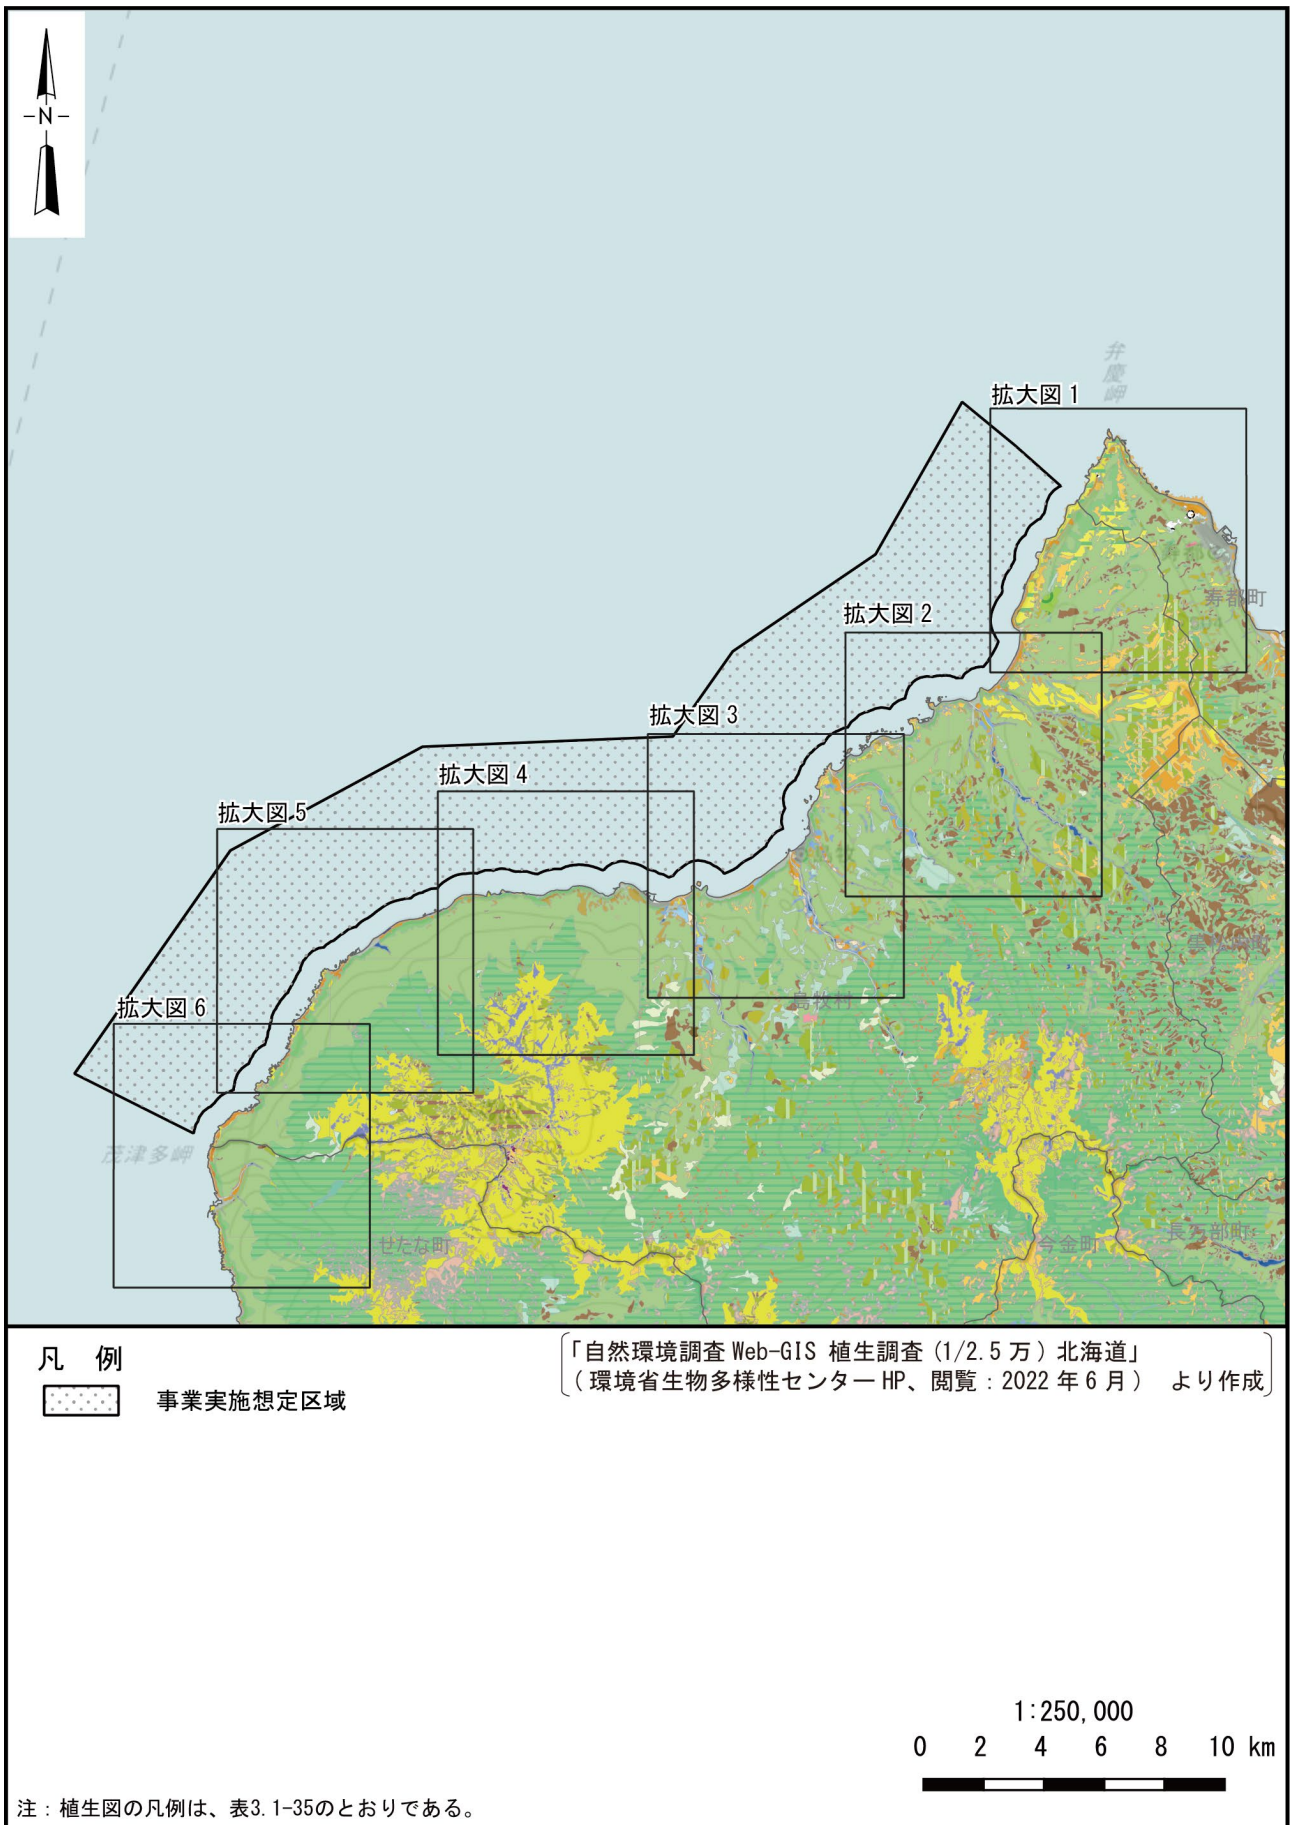 N
弁慶岬
拡大図 1
拡大図 2
寿都町
拡大図 3
拡大図 4
拡大図 5
島牧村
拡大図 6
茂津多岬
せたな町
今金町
長万部町
凡 例
事業実施想定区域
「自然環境調査 Web-GIS 植生調査 (1/2.5 万) 北海道」
( 環境省生物多様性センター HP、閲覧 : 2022 年 6 月 ) より作成
1:250,000
0 2 4 6 8 10 km
注 : 植生図の凡例は、表3.1-35のとおりである。